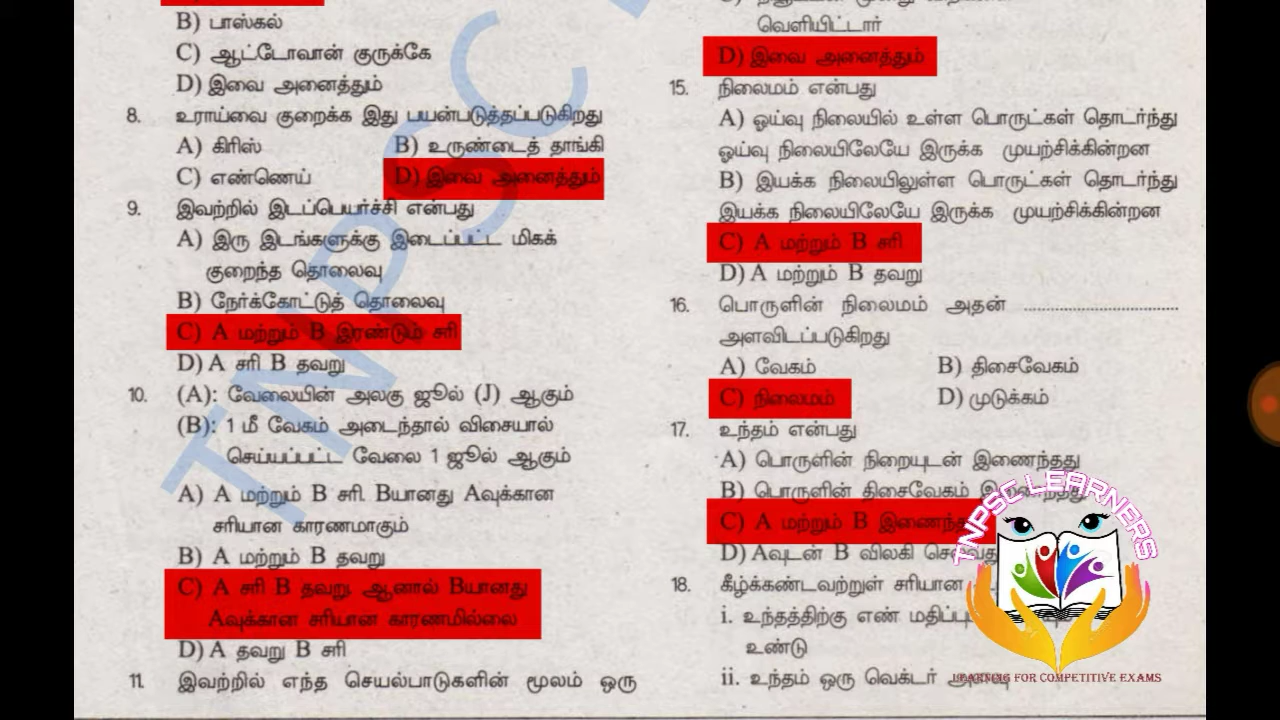 B) பாஸ்கல்
C) ஆட்டோவான் குருக்கே
D) இவை அனைத்தும்
8. உராய்வை குறைக்க இது பயன்படுத்தப்படுகிறது
A) கிரிஸ் B) உருண்டைத் தாங்கி
C) எண்ணெய் D) இவை அனைத்தும்
9. இவற்றில் இடப்பெயர்ச்சி என்பது
A) இரு இடங்களுக்கு இடைப்பட்ட மிகக்
குறைந்த தொலைவு
B) நேர்க்கோட்டுத் தொலைவு
C) A மற்றும் B இரண்டும் சரி
D) A சரி B தவறு
10. (A): வேலையின் அலகு ஜூல் (J) ஆகும்
(B): 1 மீ வேகம் அடைந்தால் விசையால்
செய்யப்பட்ட வேலை 1 ஜூல் ஆகும்
A) A மற்றும் B சரி. Bயானது Aவுக்கான
சரியான காரணமாகும்
B) A மற்றும் B தவறு
C) A சரி B தவறு. ஆனால் Bயானது
Aவுக்கான சரியான காரணமில்லை
D) A தவறு B சரி
11. இவற்றில் எந்த செயல்பாடுகளின் மூலம் ஒரு
வெளியிட்டார்
D) இவை அனைத்தும்
15. நிலைமம் என்பது
A) ஓய்வு நிலையில் உள்ள பொருட்கள் தொடர்ந்து
ஓய்வு நிலையிலேயே இருக்க முயற்சிக்கின்றன
B) இயக்க நிலையிலுள்ள பொருட்கள் தொடர்ந்து
இயக்க நிலையிலேயே இருக்க முயற்சிக்கின்றன
C) A மற்றும் B சரி
D) A மற்றும் B தவறு
16. பொருளின் நிலைமம் அதன் ..................................
அளவிடப்படுகிறது
A) வேகம் B) திசைவேகம்
C) நிலைமம் D) முடுக்கம்
17. உந்தம் என்பது
A) பொருளின் நிறையுடன் இணைந்தது
B) பொருளின் திசைவேகம்
C) A மற்றும் B
D) Aவுடன் B விலகி
18. கீழ்க்கண்டவற்றுள் சரியான
i. உந்தத்திற்கு எண்
உண்டு
ii. உந்தம் ஒரு வெக்டர்
TNPSC
TNPSC LEARNERS
LEARNING FOR COMPETITIVE EXAMS